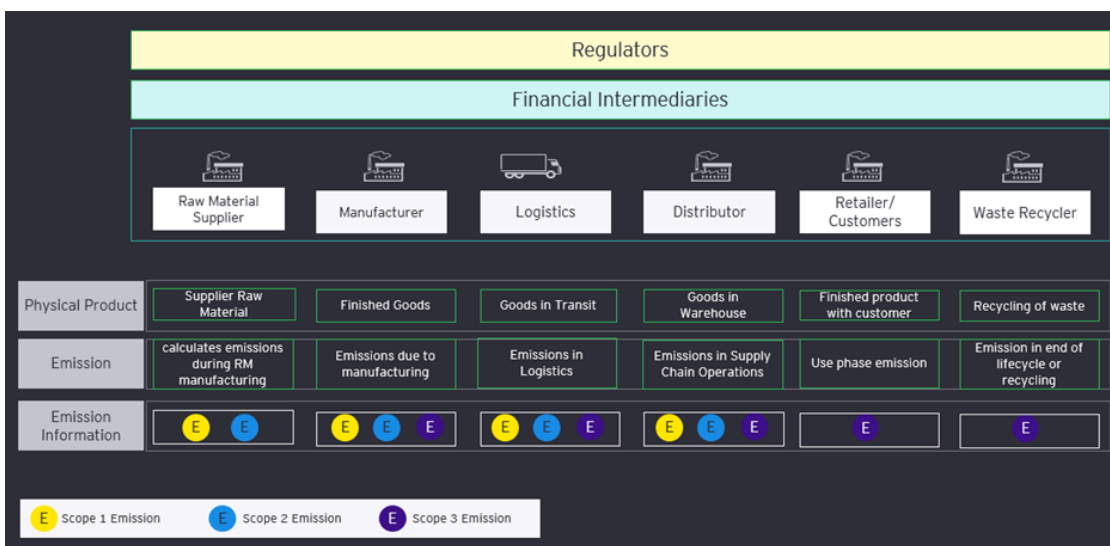 Regulators
Financial Intermediaries
Raw Material
Supplier
Manufacturer
Logistics
Distributor
Retailer/
Customers
Waste Recycler
Physical Product
Supplier Raw
Material
Finished Goods
Goods in Transit
Goods in
Warehouse
Finished product
with customer
Recycling of waste
Emission
calculates emissions
during RM
manufacturing
Emissions due to
manufacturing
Emissions in
Logistics
Emissions in Supply
Chain Operations
Use phase emission
Emission in end of
lifecycle or
recycling
Emission
Information
E E
E E E
E E E
E E E
E
E
E Scope 1 Emission
E Scope 2 Emission
E Scope 3 Emission